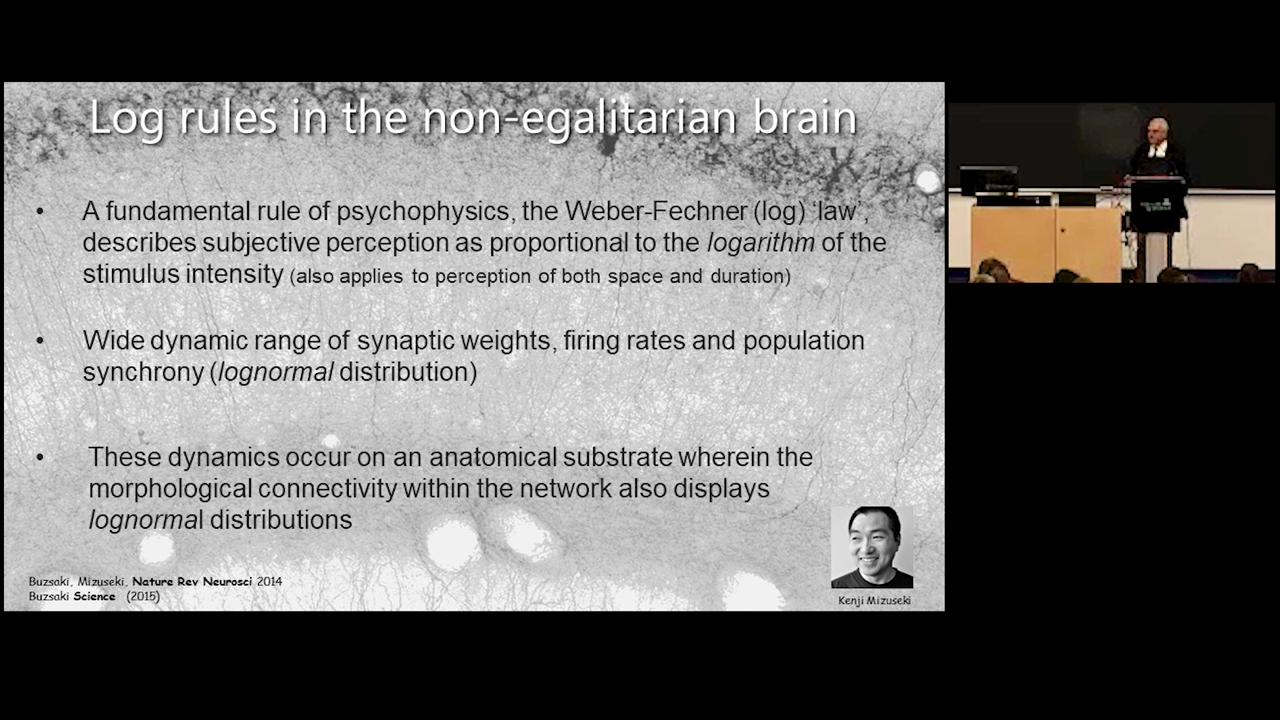 Log rules in the non-egalitarian brain
• A fundamental rule of psychophysics, the Weber-Fechner (log) ‘law’,
describes subjective perception as proportional to the logarithm of the
stimulus intensity (also applies to perception of both space and duration)
• Wide dynamic range of synaptic weights, firing rates and population
synchrony (lognormal distribution)
• These dynamics occur on an anatomical substrate wherein the
morphological connectivity within the network also displays
lognormal distributions
Buzsaki, Mizuseki, Nature Rev Neurosci 2014
Buzsaki Science (2015)
Kenji Mizuseki